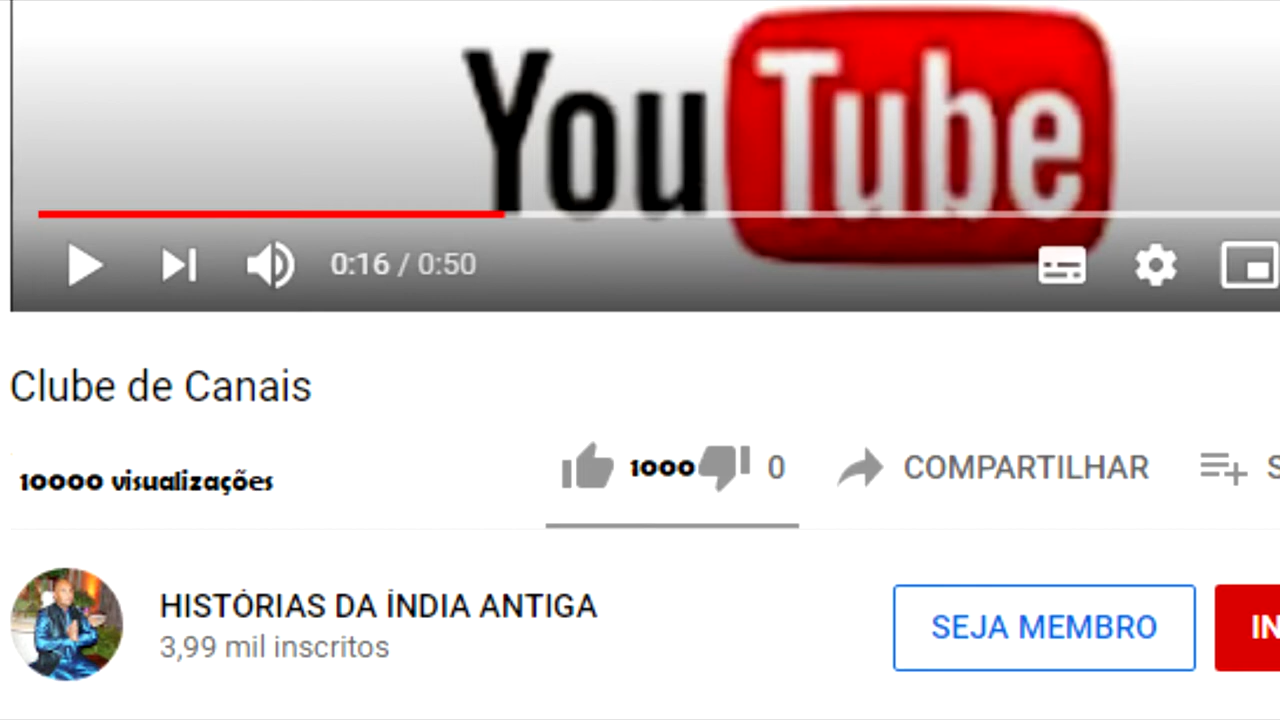 YouTube
0:16 / 0:50
Clube de Canais
10000 visualizações
1000 0 COMPARTILHAR S
HISTÓRIAS DA ÍNDIA ANTIGA
3,99 mil inscritos
SEJA MEMBRO
IN